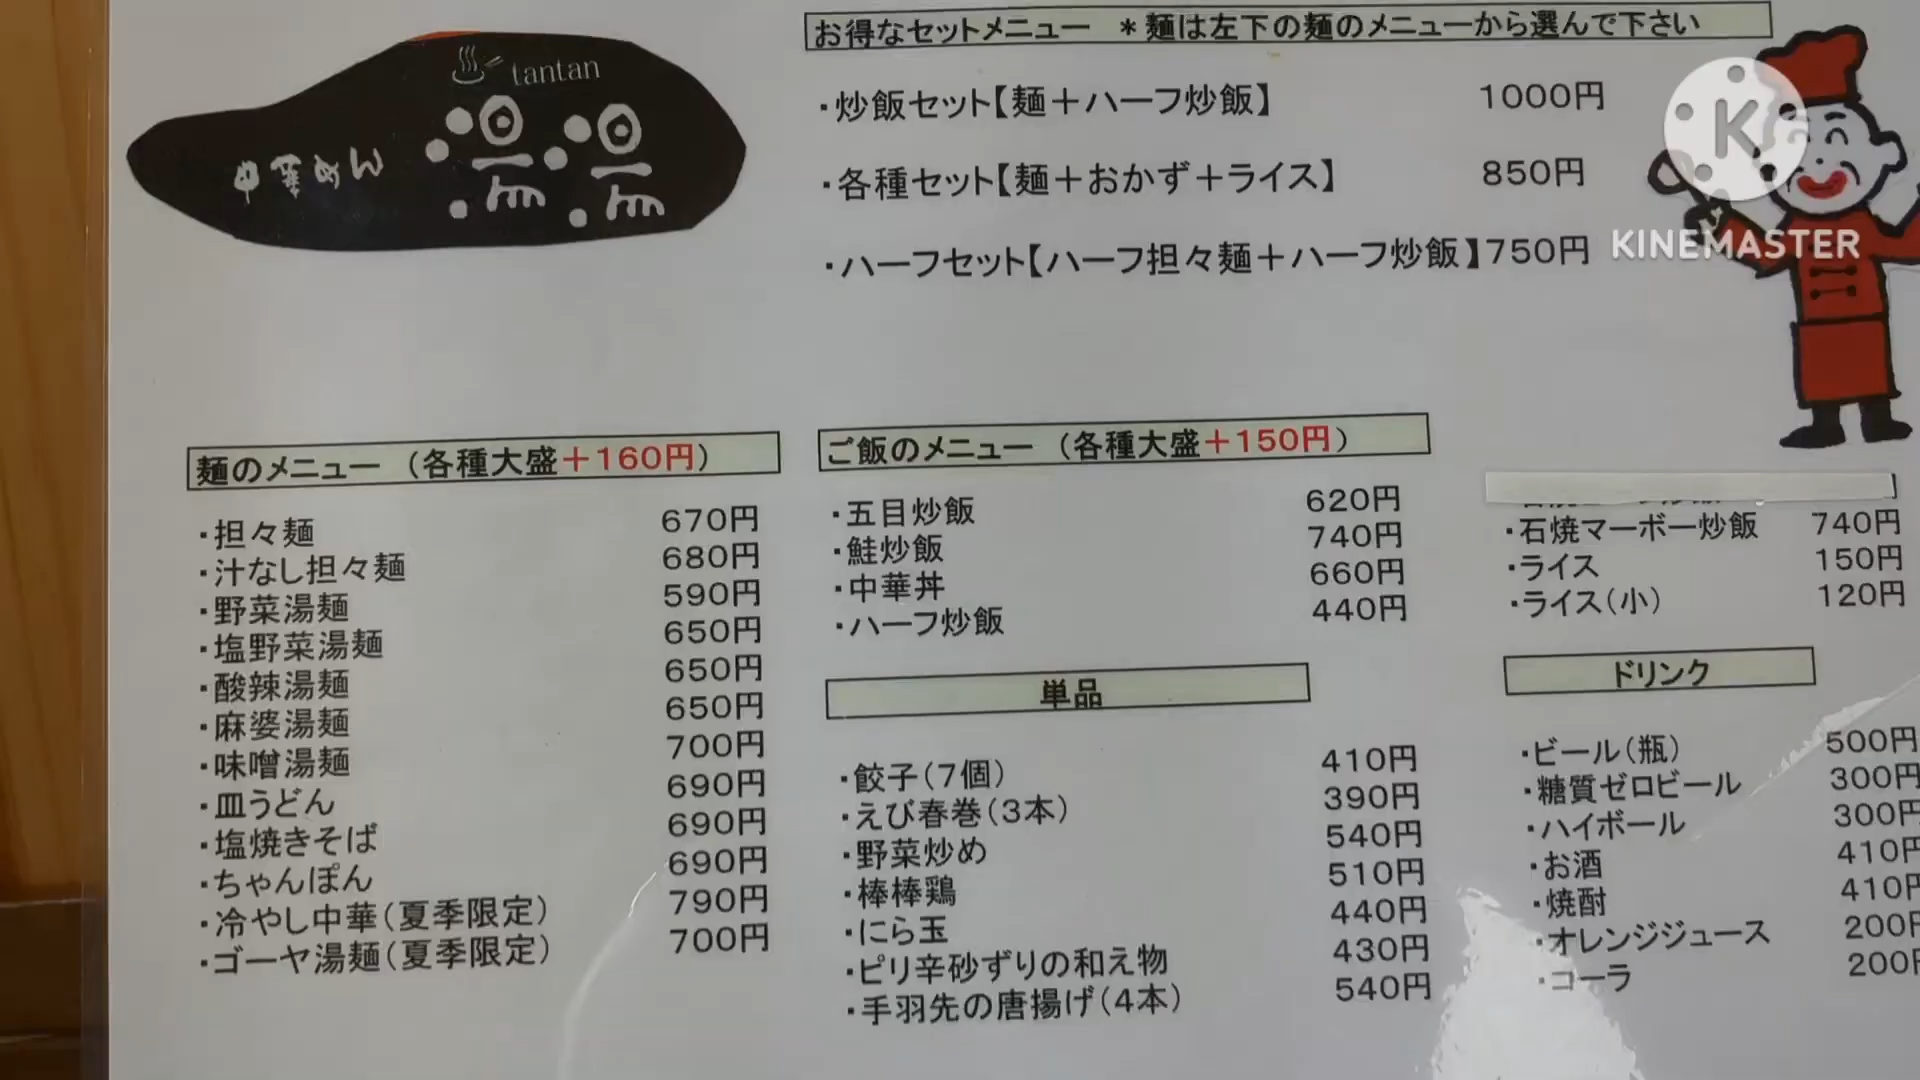 tantan
中華めん
お得なセットメニュー ＊麺は左下の麺のメニューから選んで下さい
・炒飯セット【麺＋ハーフ炒飯】 1000円
・各種セット【麺＋おかず＋ライス】 850円
・ハーフセット【ハーフ担々麺＋ハーフ炒飯】750円
K
KINEMASTER
麺のメニュー （各種大盛＋160円）
・担々麺 670円
・汁なし担々麺 680円
・野菜湯麺 590円
・塩野菜湯麺 650円
・酸辣湯麺 650円
・麻婆湯麺 650円
・味噌湯麺 700円
・皿うどん 690円
・塩焼きそば 690円
・ちゃんぽん 690円
・冷やし中華（夏季限定） 790円
・ゴーヤ湯麺（夏季限定） 700円
ご飯のメニュー （各種大盛＋150円）
・五目炒飯 620円
・鮭炒飯 740円
・中華丼 660円
・ハーフ炒飯 440円
・石焼マーボー炒飯 740円
・ライス 150円
・ライス（小） 120円
単品
・餃子（7個） 410円
・えび春巻（3本） 390円
・野菜炒め 540円
・棒棒鶏 510円
・にら玉 440円
・ピリ辛砂ずりの和え物 430円
・手羽先の唐揚げ（4本） 540円
ドリンク
・ビール（瓶） 500円
・糖質ゼロビール 300円
・ハイボール 300円
・お酒 410円
・焼酎 410円
・オレンジジュース 200円
・コーラ 200円